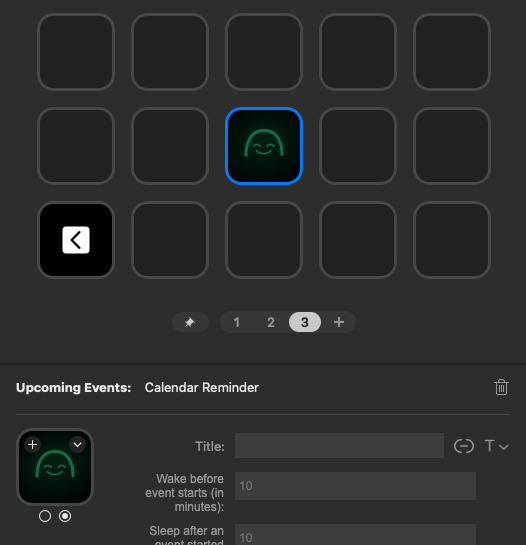 1 2 3 +
Upcoming Events: Calendar Reminder
Title:
T
Wake before
event starts (in
minutes):
10
Sleep after an
event started
10